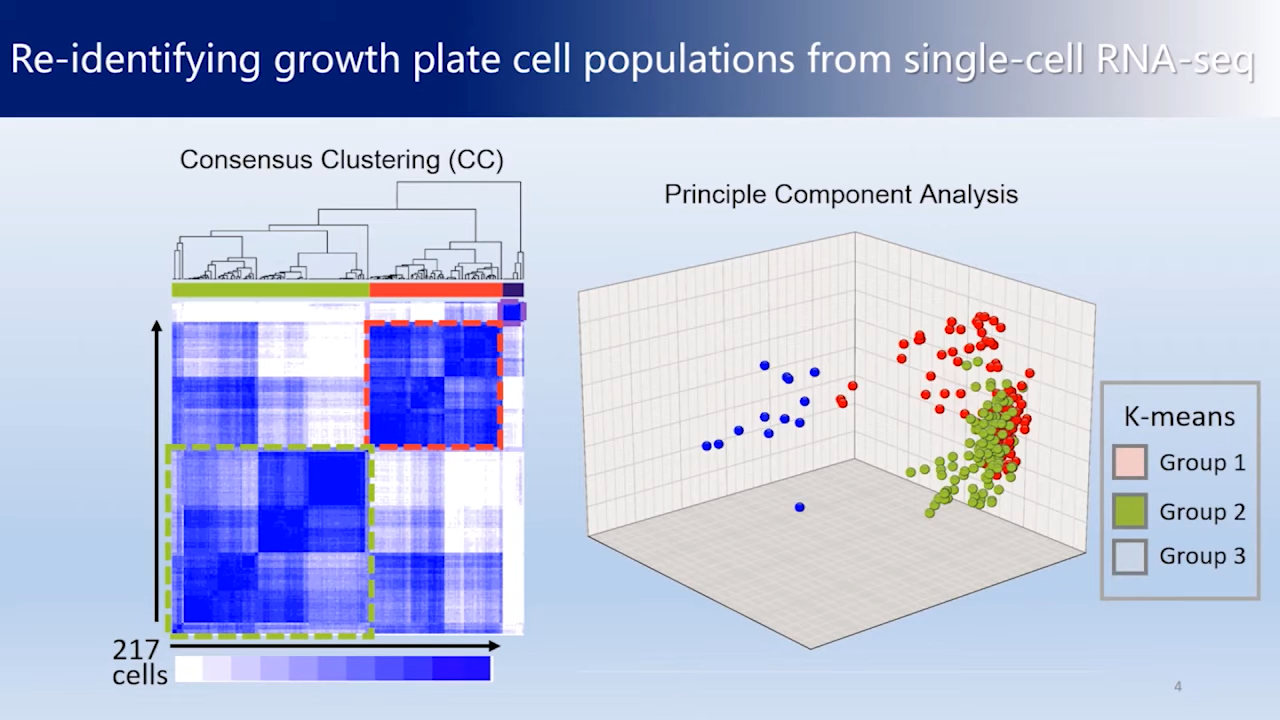 Re-identifying growth plate cell populations from single-cell RNA-seq
Consensus Clustering (CC)
Principle Component Analysis
K-means
Group 1
Group 2
Group 3
217
cells
4